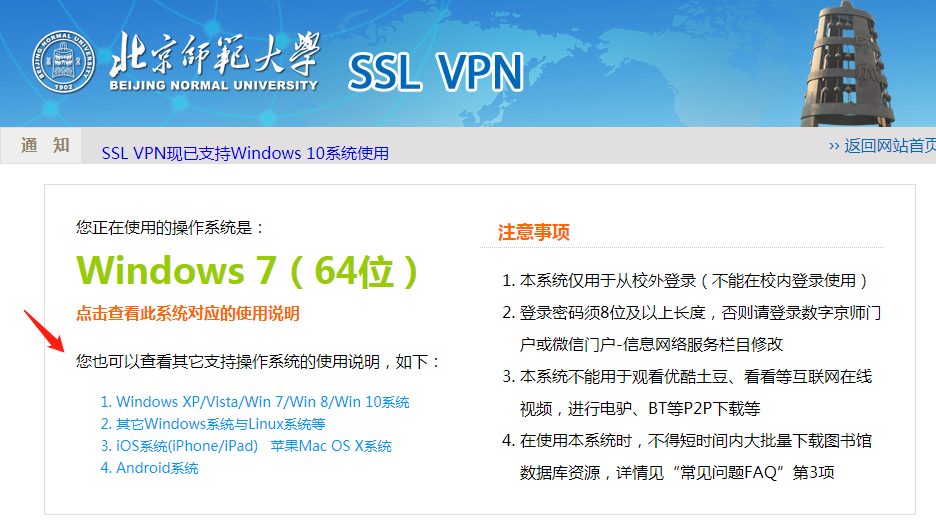 BEIJING NORMAL UNIVERSITY
1902
北京师范大学
BEIJING NORMAL UNIVERSITY
SSL VPN
通 知
SSL VPN现已支持Windows 10系统使用
›› 返回网站首页
您正在使用的操作系统是：
Windows 7（64位）
点击查看此系统对应的使用说明
您也可以查看其它支持操作系统的使用说明，如下：
1. Windows XP/Vista/Win 7/Win 8/Win 10系统
2. 其它Windows系统与Linux系统等
3. iOS系统(iPhone/iPad) 苹果Mac OS X系统
4. Android系统
注意事项
1. 本系统仅用于从校外登录（不能在校内登录使用）
2. 登录密码须8位及以上长度，否则请登录数字京师门
户或微信门户-信息网络服务栏目修改
3. 本系统不能用于观看优酷土豆、看看等互联网在线
视频，进行电驴、BT等P2P下载等
4. 在使用本系统时，不得短时间内大批量下载图书馆
数据库资源，详情见“常见问题FAQ”第3项